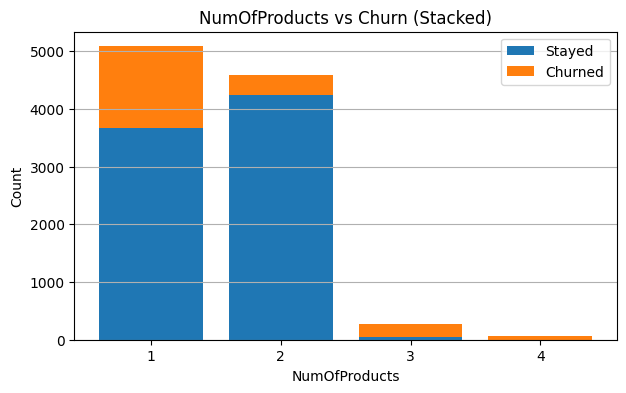 NumOfProducts vs Churn (Stacked)
Stayed
Churned
5000
4000
3000
2000
1000
0
Count
1 2 3 4
NumOfProducts